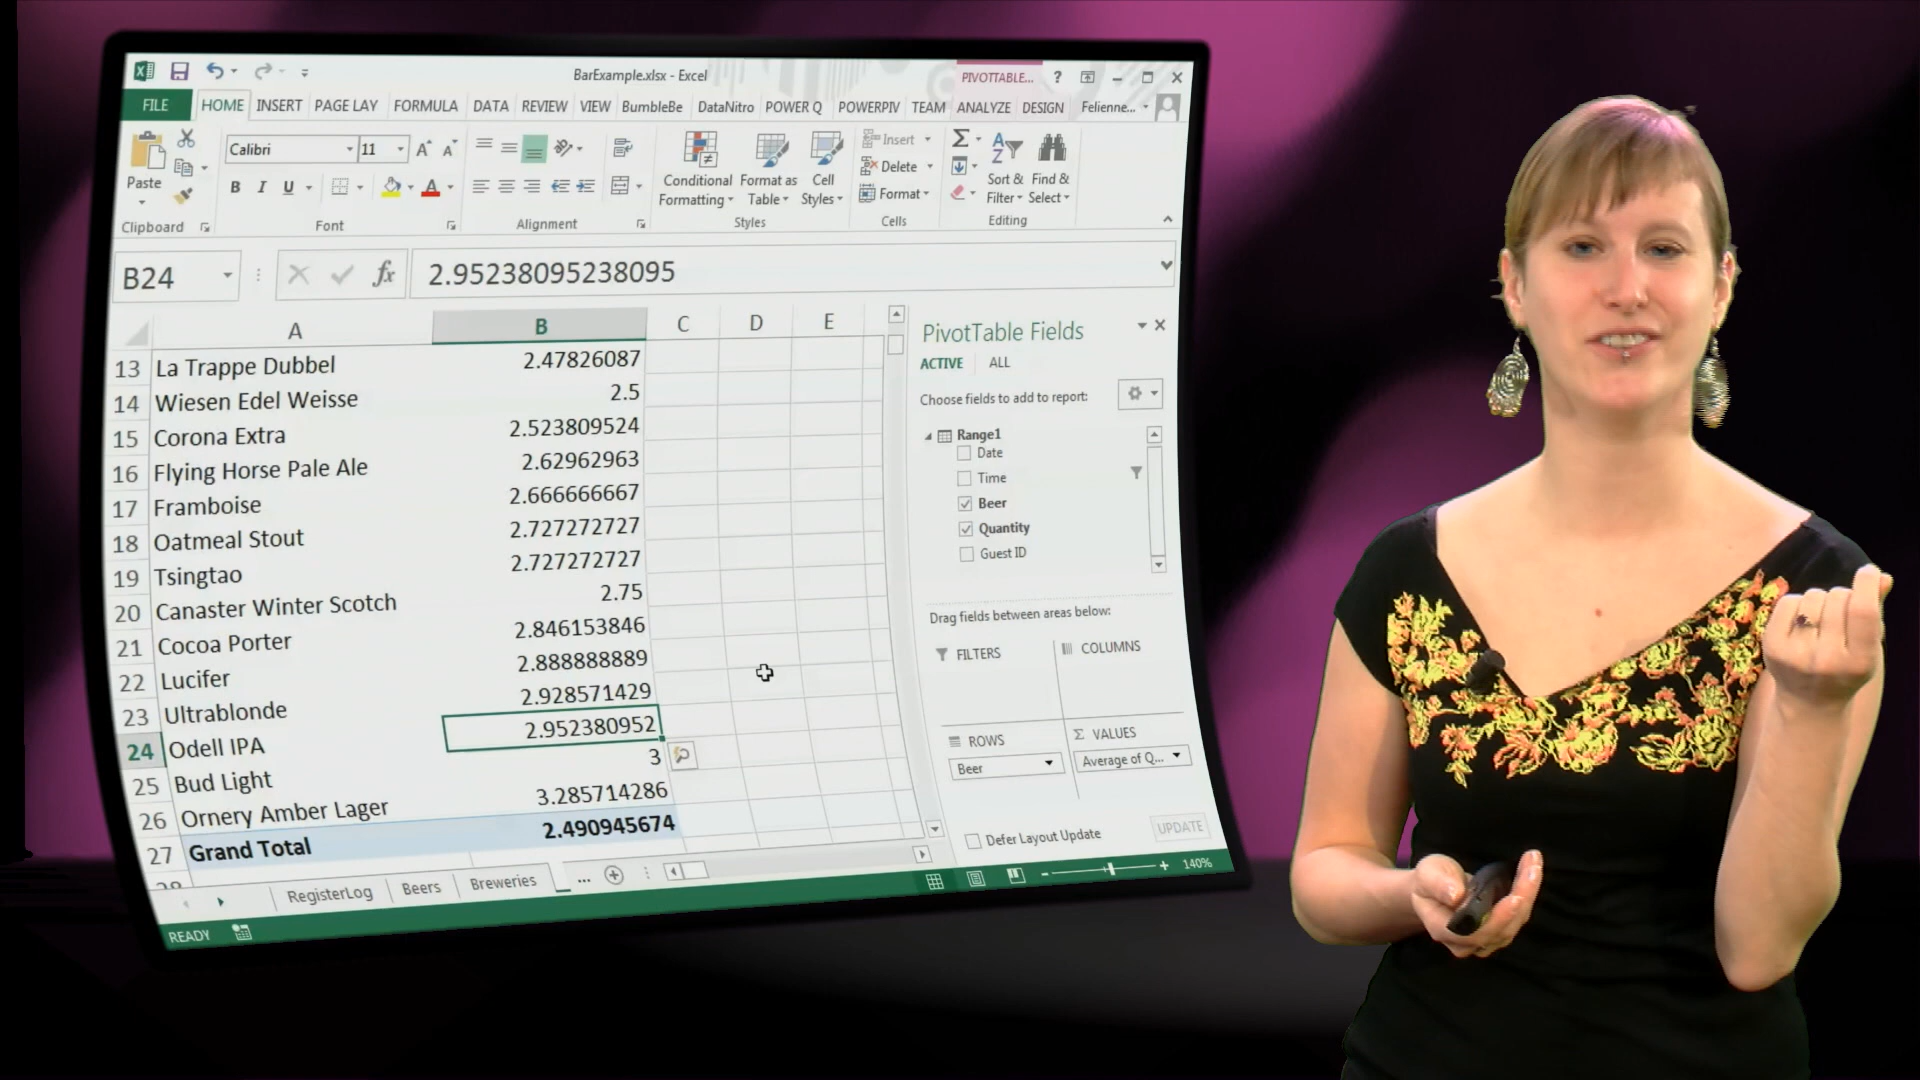 BarExample.xlsx - Excel
PIVOTTABLE...
?
FILE HOME INSERT PAGE LAY FORMULA DATA REVIEW VIEW BumbleBe DataNitro POWER Q POWERPIV TEAM ANALYZE DESIGN Felienne...
Paste
Calibri 11
B I U
Conditional Formatting
Format as Table
Cell Styles
Insert
Delete
Format
Sort & Filter
Find & Select
Clipboard Font Alignment Styles Cells Editing
B24 fx 2.95238095238095
A B C D E
13 La Trappe Dubbel 2.47826087
14 Wiesen Edel Weisse 2.5
15 Corona Extra 2.523809524
16 Flying Horse Pale Ale 2.62962963
17 Framboise 2.666666667
18 Oatmeal Stout 2.727272727
19 Tsingtao 2.727272727
20 Canaster Winter Scotch 2.75
21 Cocoa Porter 2.846153846
22 Lucifer 2.888888889
23 Ultrablonde 2.928571429
24 Odell IPA 2.952380952
25 Bud Light 3
26 Ornery Amber Lager 3.285714286
27 Grand Total 2.490945674
PivotTable Fields
ACTIVE ALL
Choose fields to add to report:
Range1
Date
Time
Beer
Quantity
Guest ID
Drag fields between areas below:
FILTERS
COLUMNS
ROWS
Σ VALUES
Beer
Average of Q...
Defer Layout Update
UPDATE
RegisterLog Beers Breweries ...
READY
140%